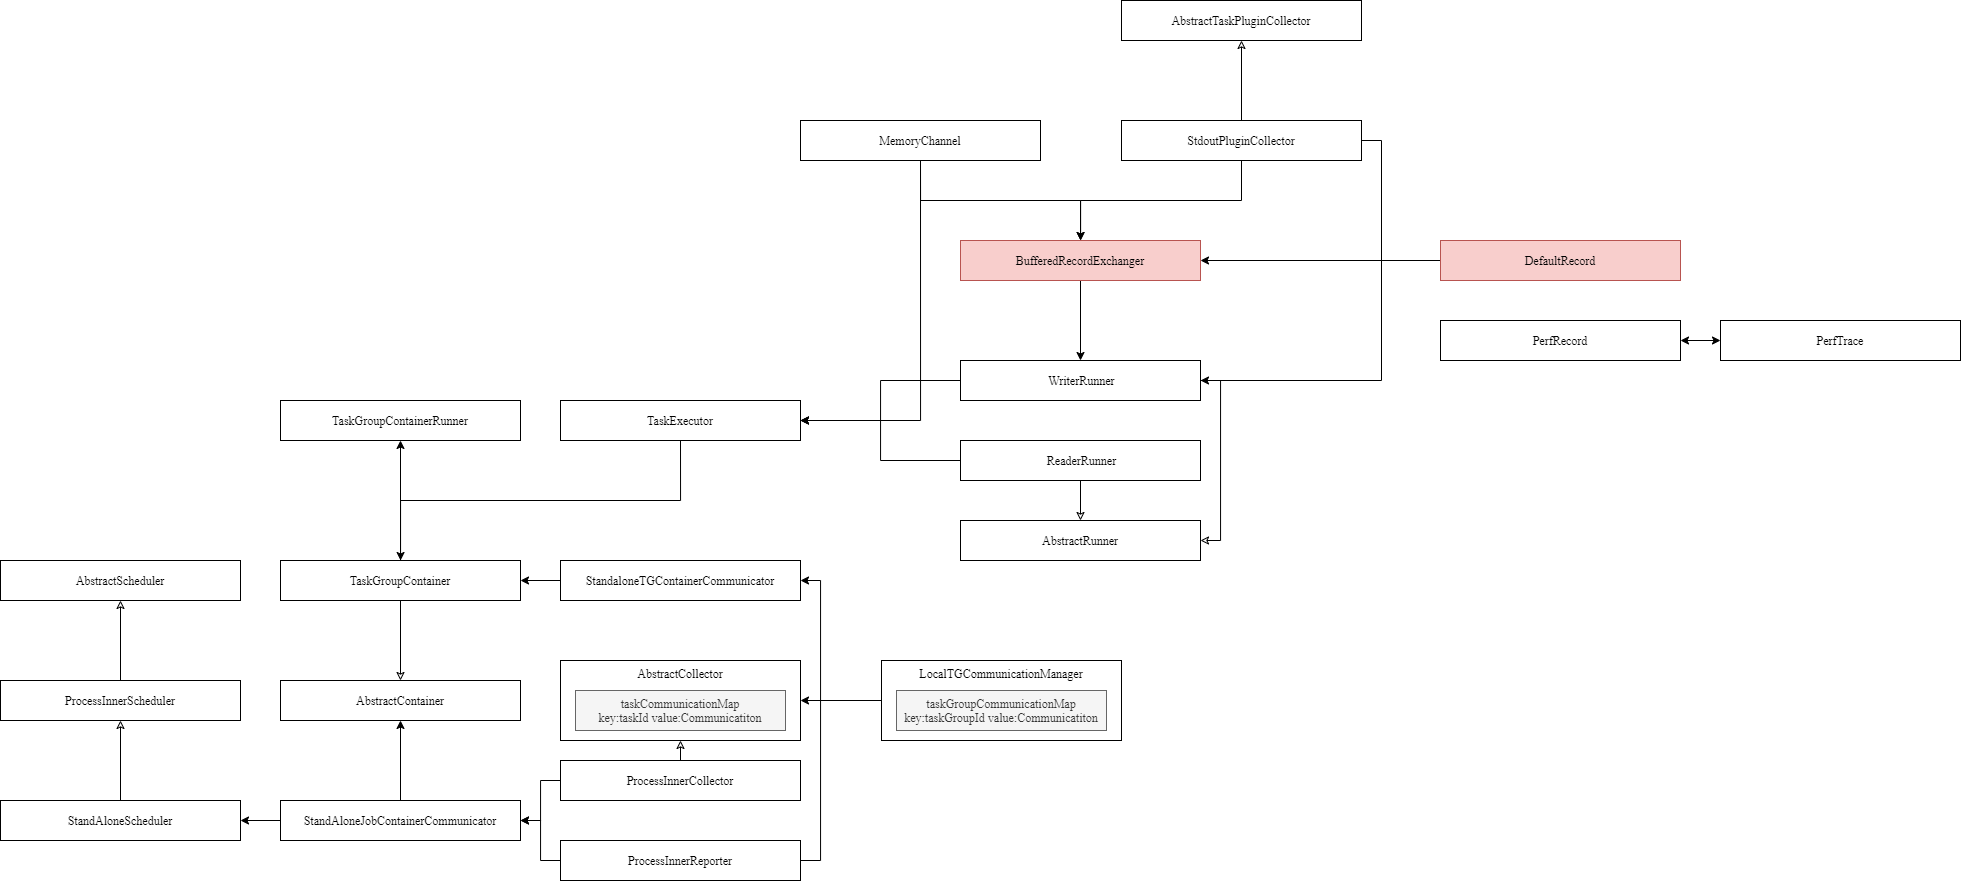 AbstractTaskPluginCollector
MemoryChannel
StdoutPluginCollector
BufferedRecordExchanger
DefaultRecord
PerfRecord
PerfTrace
WriterRunner
TaskGroupContainerRunner
TaskExecutor
ReaderRunner
AbstractRunner
AbstractScheduler
TaskGroupContainer
StandaloneTGContainerCommunicator
AbstractCollector
taskCommunicationMap
key:taskId value:Communicatiton
LocalTGCommunicationManager
taskGroupCommunicationMap
key:taskGroupId value:Communicatiton
ProcessInnerScheduler
AbstractContainer
ProcessInnerCollector
StandAloneScheduler
StandAloneJobContainerCommunicator
ProcessInnerReporter